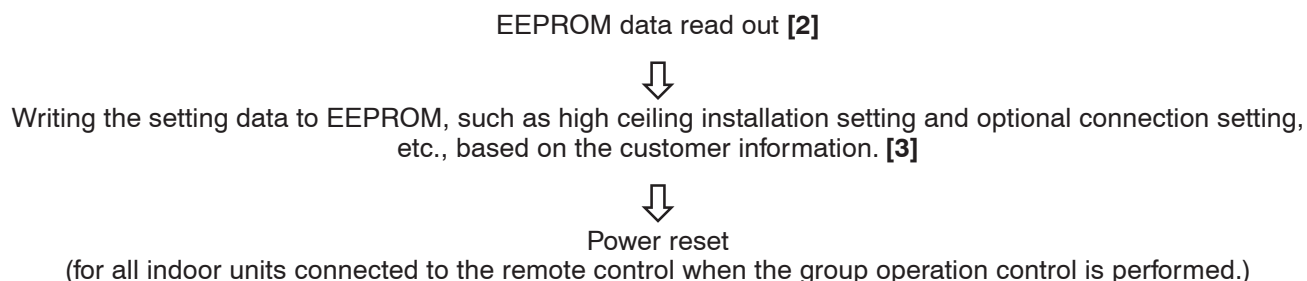 EEPROM data read out [2]
Writing the setting data to EEPROM, such as high ceiling installation setting and optional connection setting,
etc., based on the customer information. [3]
Power reset
(for all indoor units connected to the remote control when the group operation control is performed.)